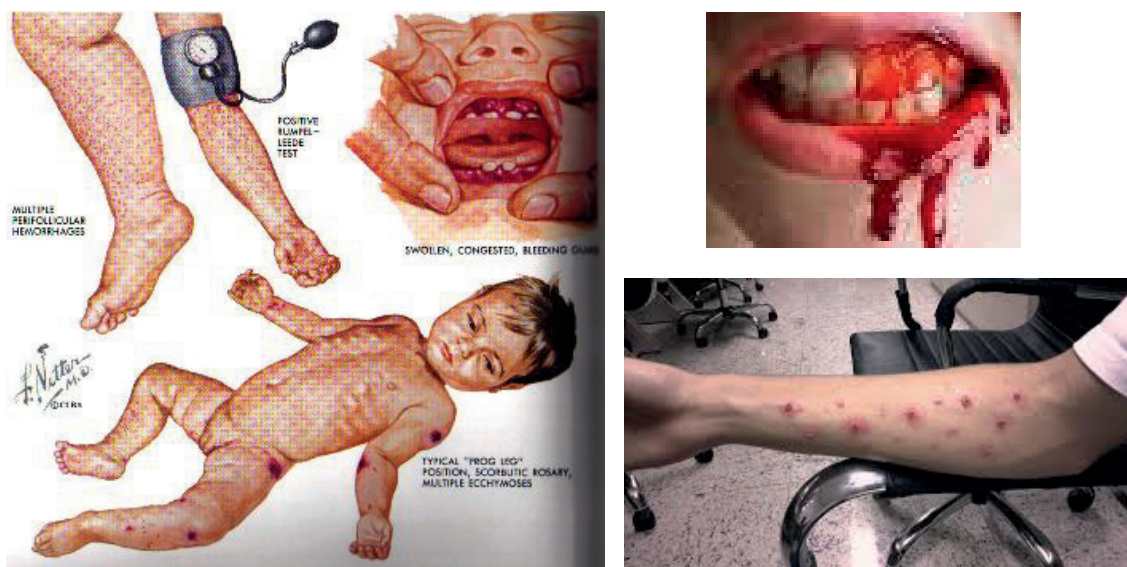 POSITIVE
RUMPEL-
LEEDE
TEST
MULTIPLE
PERIFOLLICULAR
HEMORRHAGES
SWOLLEN, CONGESTED, BLEEDING GUMS
F. Netter
M.D.
TYPICAL "FROG LEG"
POSITION, SCORBUTIC ROSARY,
MULTIPLE ECCHYMOSES